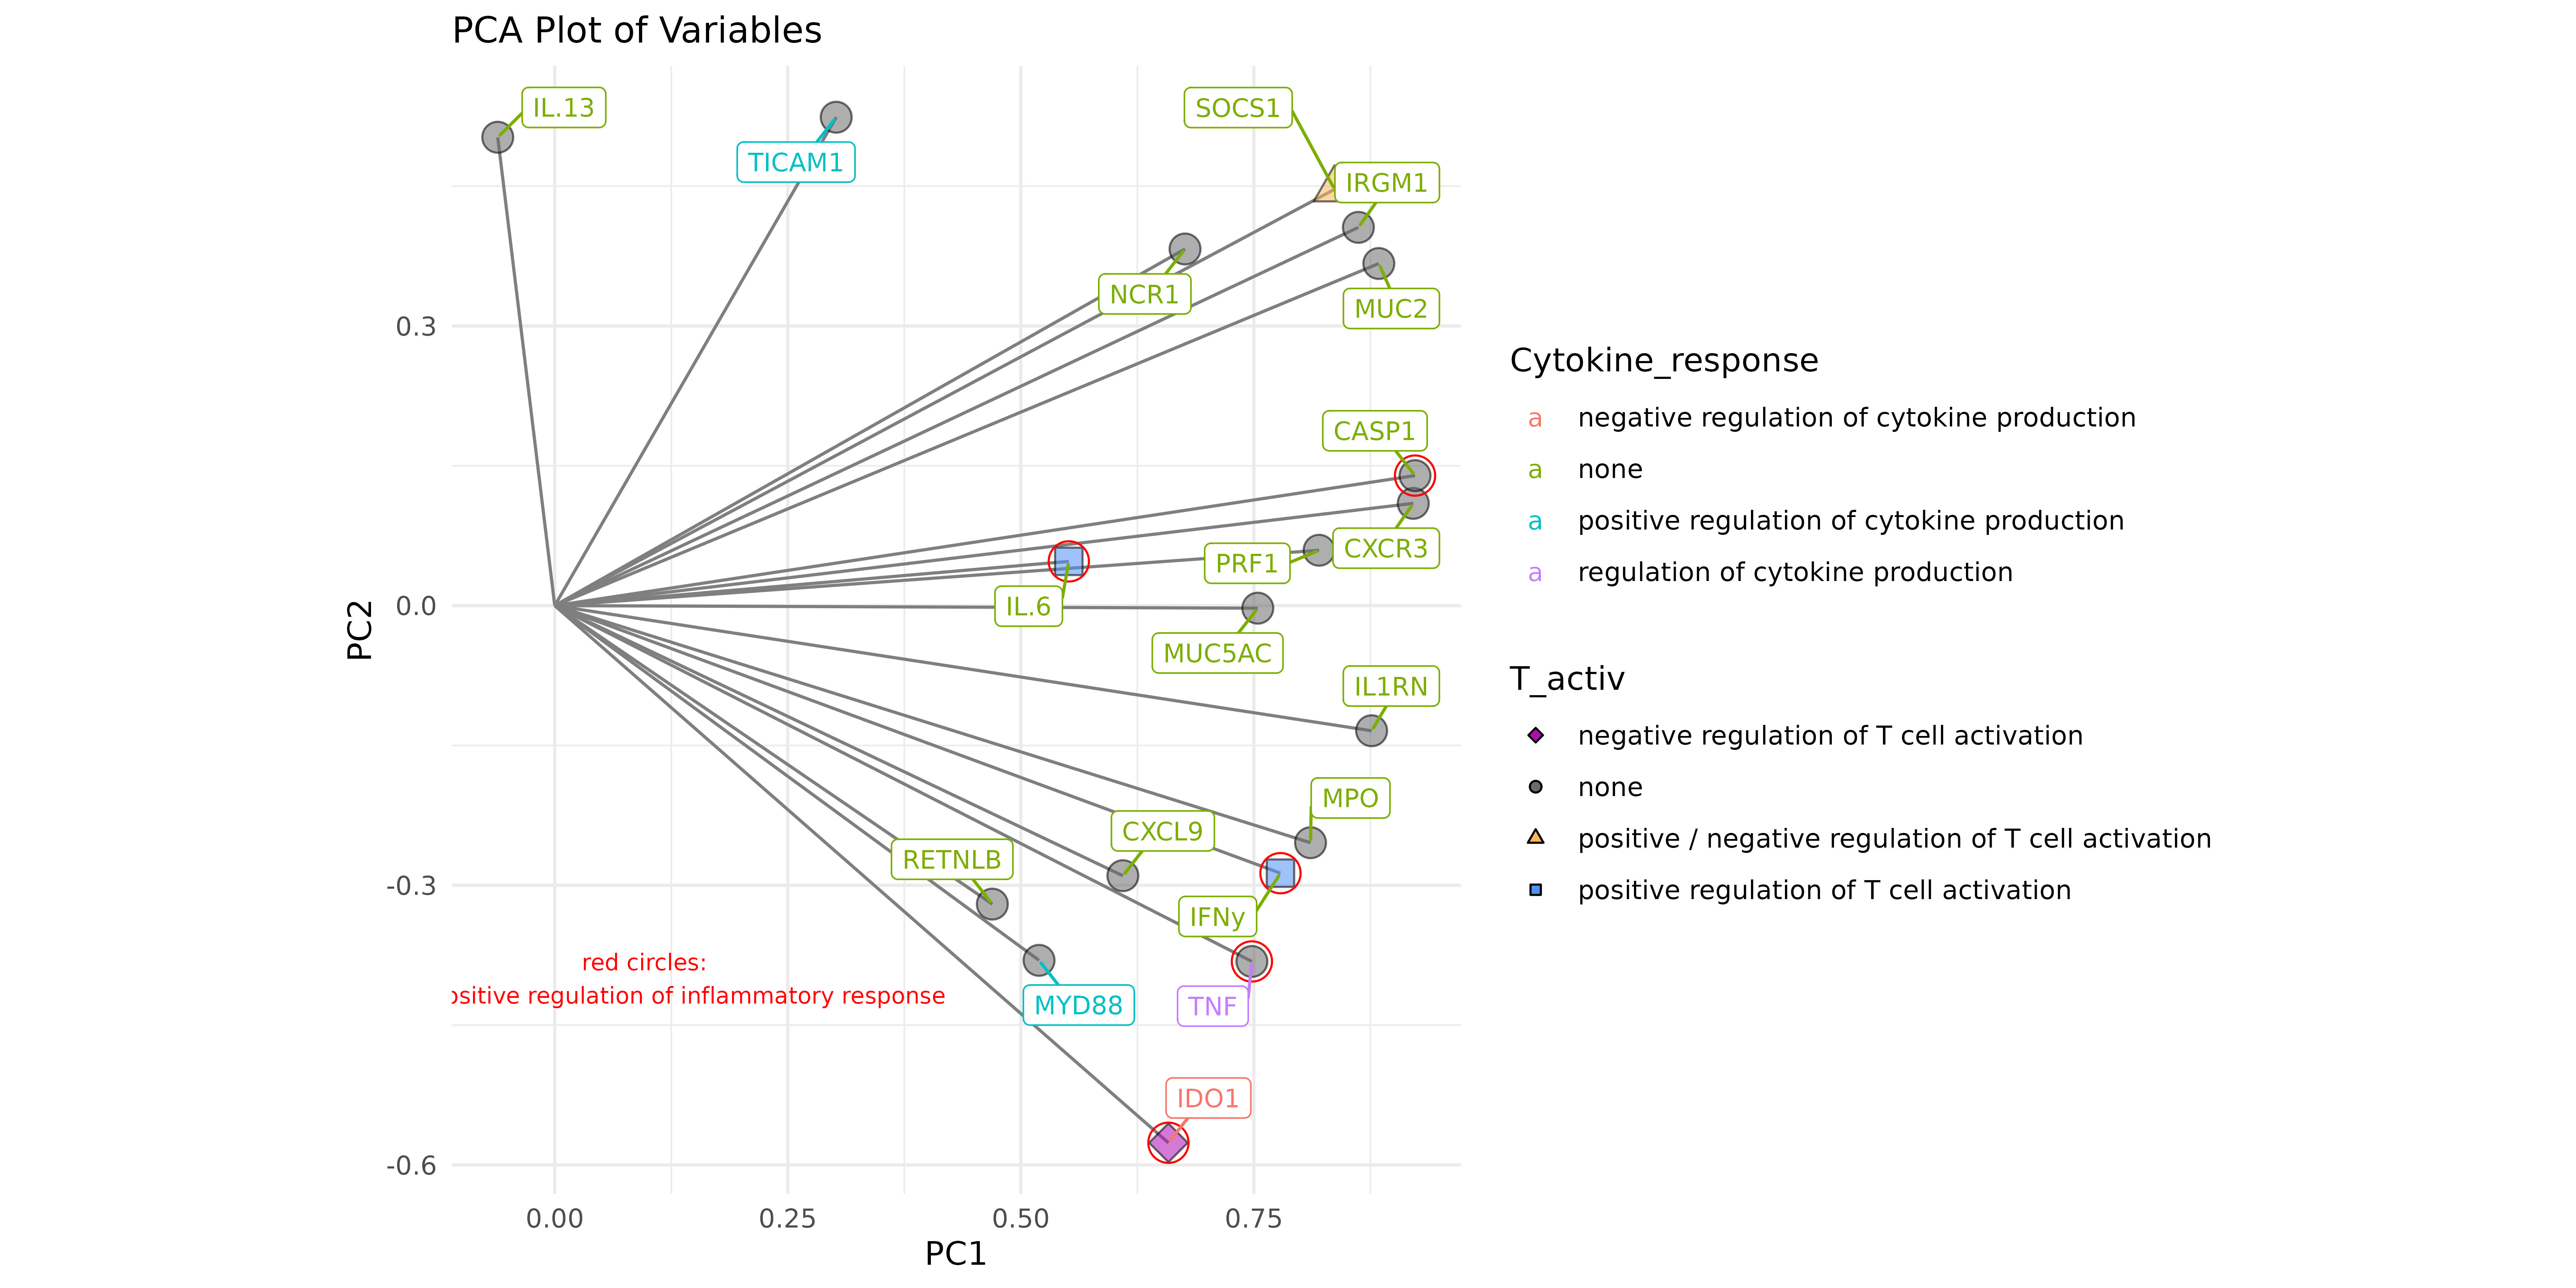 PCA Plot of Variables
IL.13
TICAM1
SOCS1
IRGM1
NCR1
MUC2
CASP1
CXCR3
PRF1
IL.6
MUC5AC
IL1RN
MPO
CXCL9
RETNLB
IFNy
MYD88
TNF
IDO1
red circles:
ositive regulation of inflammatory response
0.3
0.0
-0.3
-0.6
PC2
0.00
0.25
0.50
0.75
PC1
Cytokine_response
a negative regulation of cytokine production
a none
a positive regulation of cytokine production
a regulation of cytokine production
T_activ
negative regulation of T cell activation
none
positive / negative regulation of T cell activation
positive regulation of T cell activation